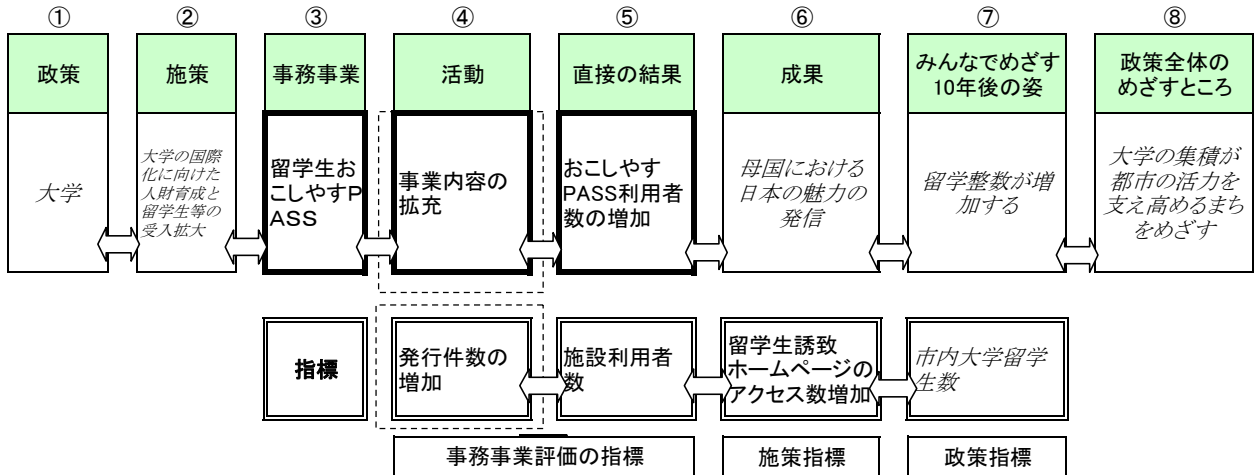 ① ② ③ ④ ⑤ ⑥ ⑦ ⑧
政策
施策
事務事業
活動
直接の結果
成果
みんなでめざす
10年後の姿
政策全体の
めざすところ
大学
大学の国際
化に向けた
人財育成と
留学生等の
受入拡大
留学生お
こしやすP
ASS
事業内容の
拡充
おこしやす
PASS利用者
数の増加
母国における
日本の魅力の
発信
留学整数が増
加する
大学の集積が
都市の活力を
支え高めるまち
をめざす
指標
発行件数の
増加
施設利用者
数
留学生誘致
ホームページの
アクセス数増加
市内大学留学
生数
事務事業評価の指標
施策指標
政策指標